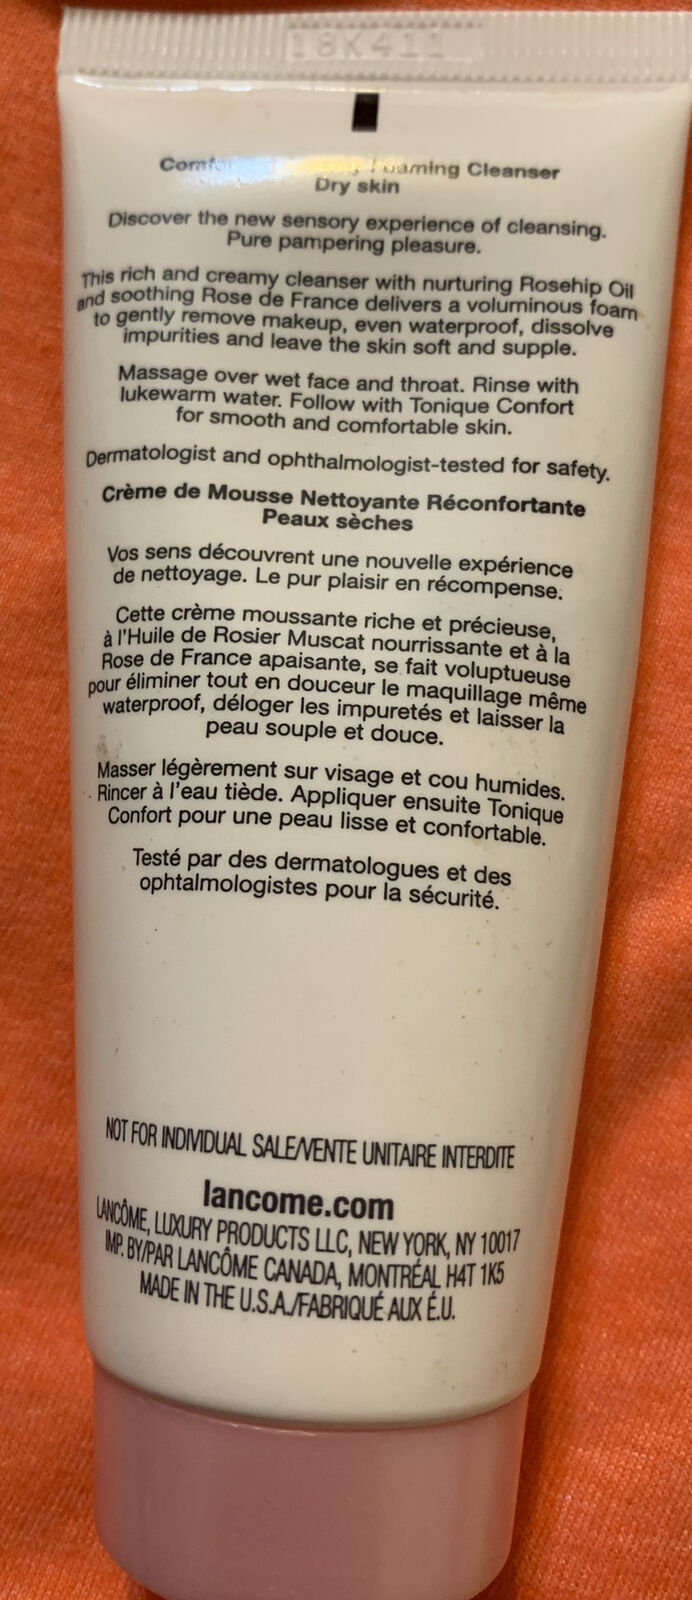 18K411
Foaming Cleanser
Dry skin
Discover the new sensory experience of cleansing.
Pure pampering pleasure.
This rich and creamy cleanser with nurturing Rosehip Oil
and soothing Rose de France delivers a voluminous foam
to gently remove makeup, even waterproof, dissolve
impurities and leave the skin soft and supple.
Massage over wet face and throat. Rinse with
lukewarm water. Follow with Tonique Confort
for smooth and comfortable skin.
Dermatologist and ophthalmologist-tested for safety.
Crème de Mousse Nettoyante Réconfortante
Peaux sèches
Vos sens découvrent une nouvelle expérience
de nettoyage. Le pur plaisir en récompense.
Cette crème moussante riche et précieuse,
à l'Huile de Rosier Muscat nourrissante et à la
Rose de France apaisante, se fait voluptueuse
pour éliminer tout en douceur le maquillage même
waterproof, déloger les impuretés et laisser la
peau souple et douce.
Masser légèrement sur visage et cou humides.
Rincer à l'eau tiède. Appliquer ensuite Tonique
Confort pour une peau lisse et confortable.
Testé par des dermatologues et des
ophtalmologistes pour la sécurité.
NOT FOR INDIVIDUAL SALE/VENTE UNITAIRE INTERDITE
lancome.com
LANCÔME, LUXURY PRODUCTS LLC, NEW YORK, NY 10017
IMP. BY/PAR LANCÔME CANADA, MONTRÉAL H4T 1K5
MADE IN THE U.S.A./FABRIQUÉ AUX É.U.